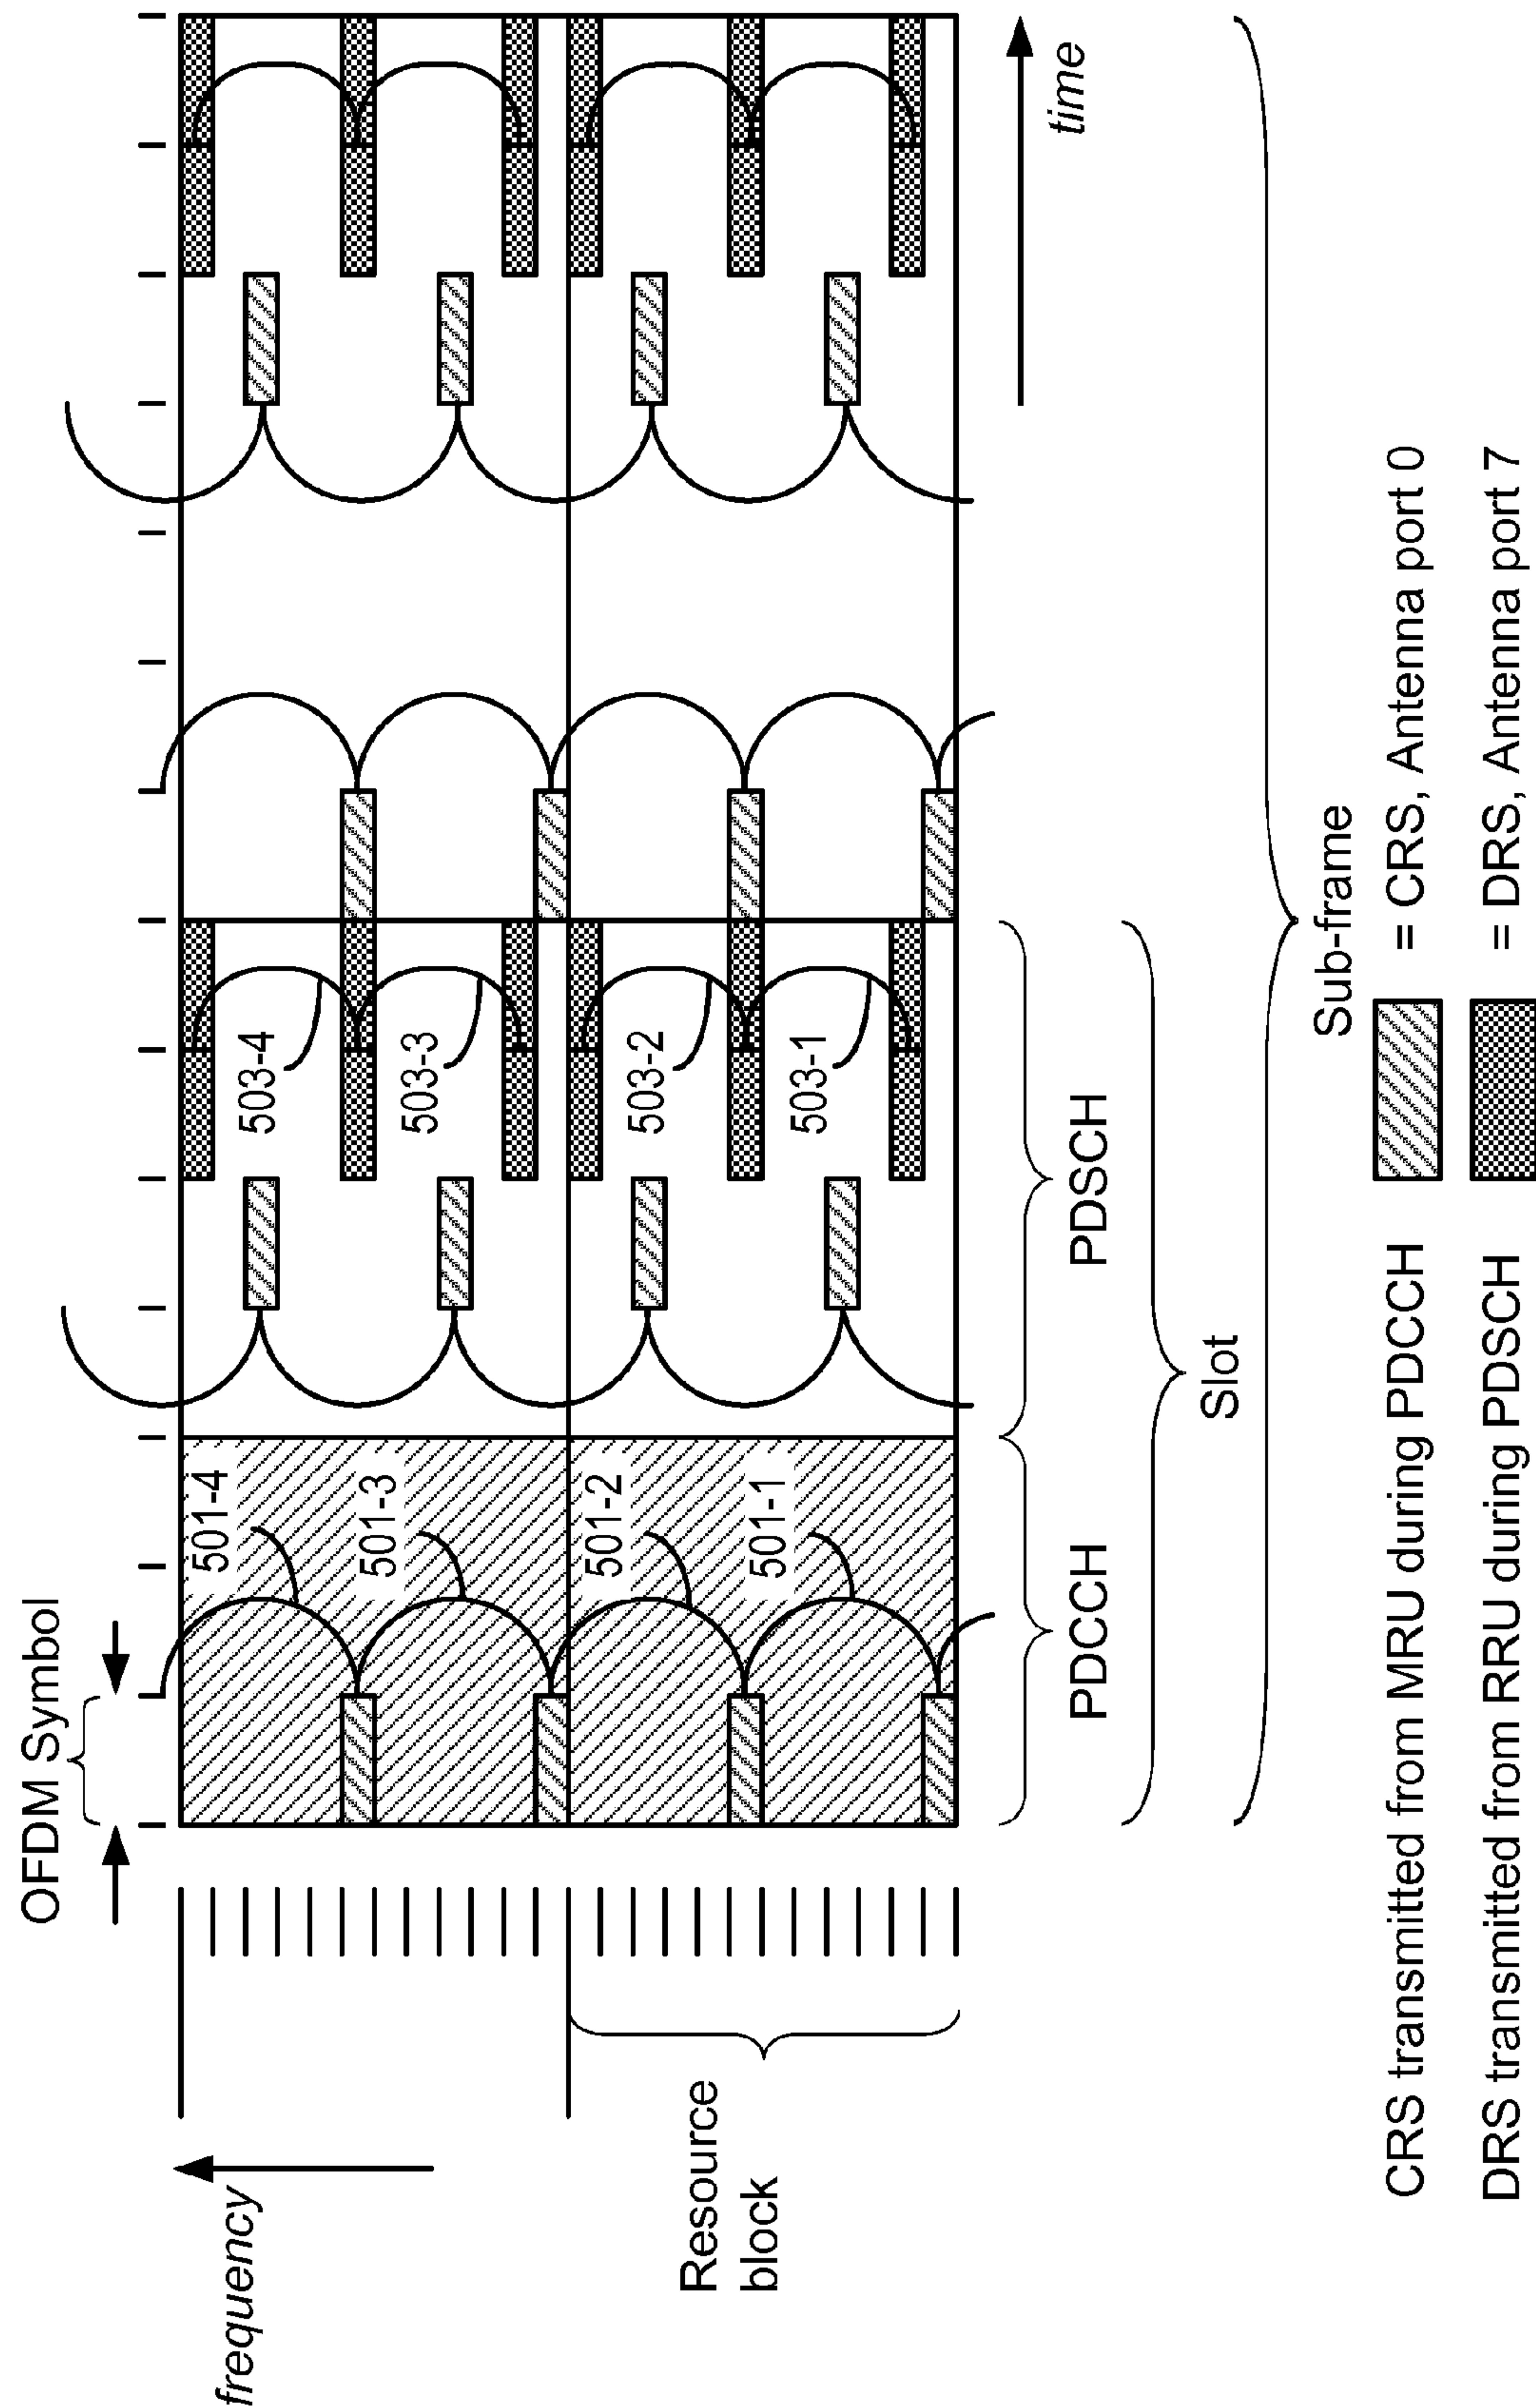 OFDM Symbol
frequency
501-4
501-3
501-2
501-1
503-4
503-3
503-2
503-1
Resource
block
time
PDCCH
PDSCH
Slot
Sub-frame
CRS transmitted from MRU during PDCCH = CRS, Antenna port 0
DRS transmitted from RRU during PDSCH = DRS, Antenna port 7